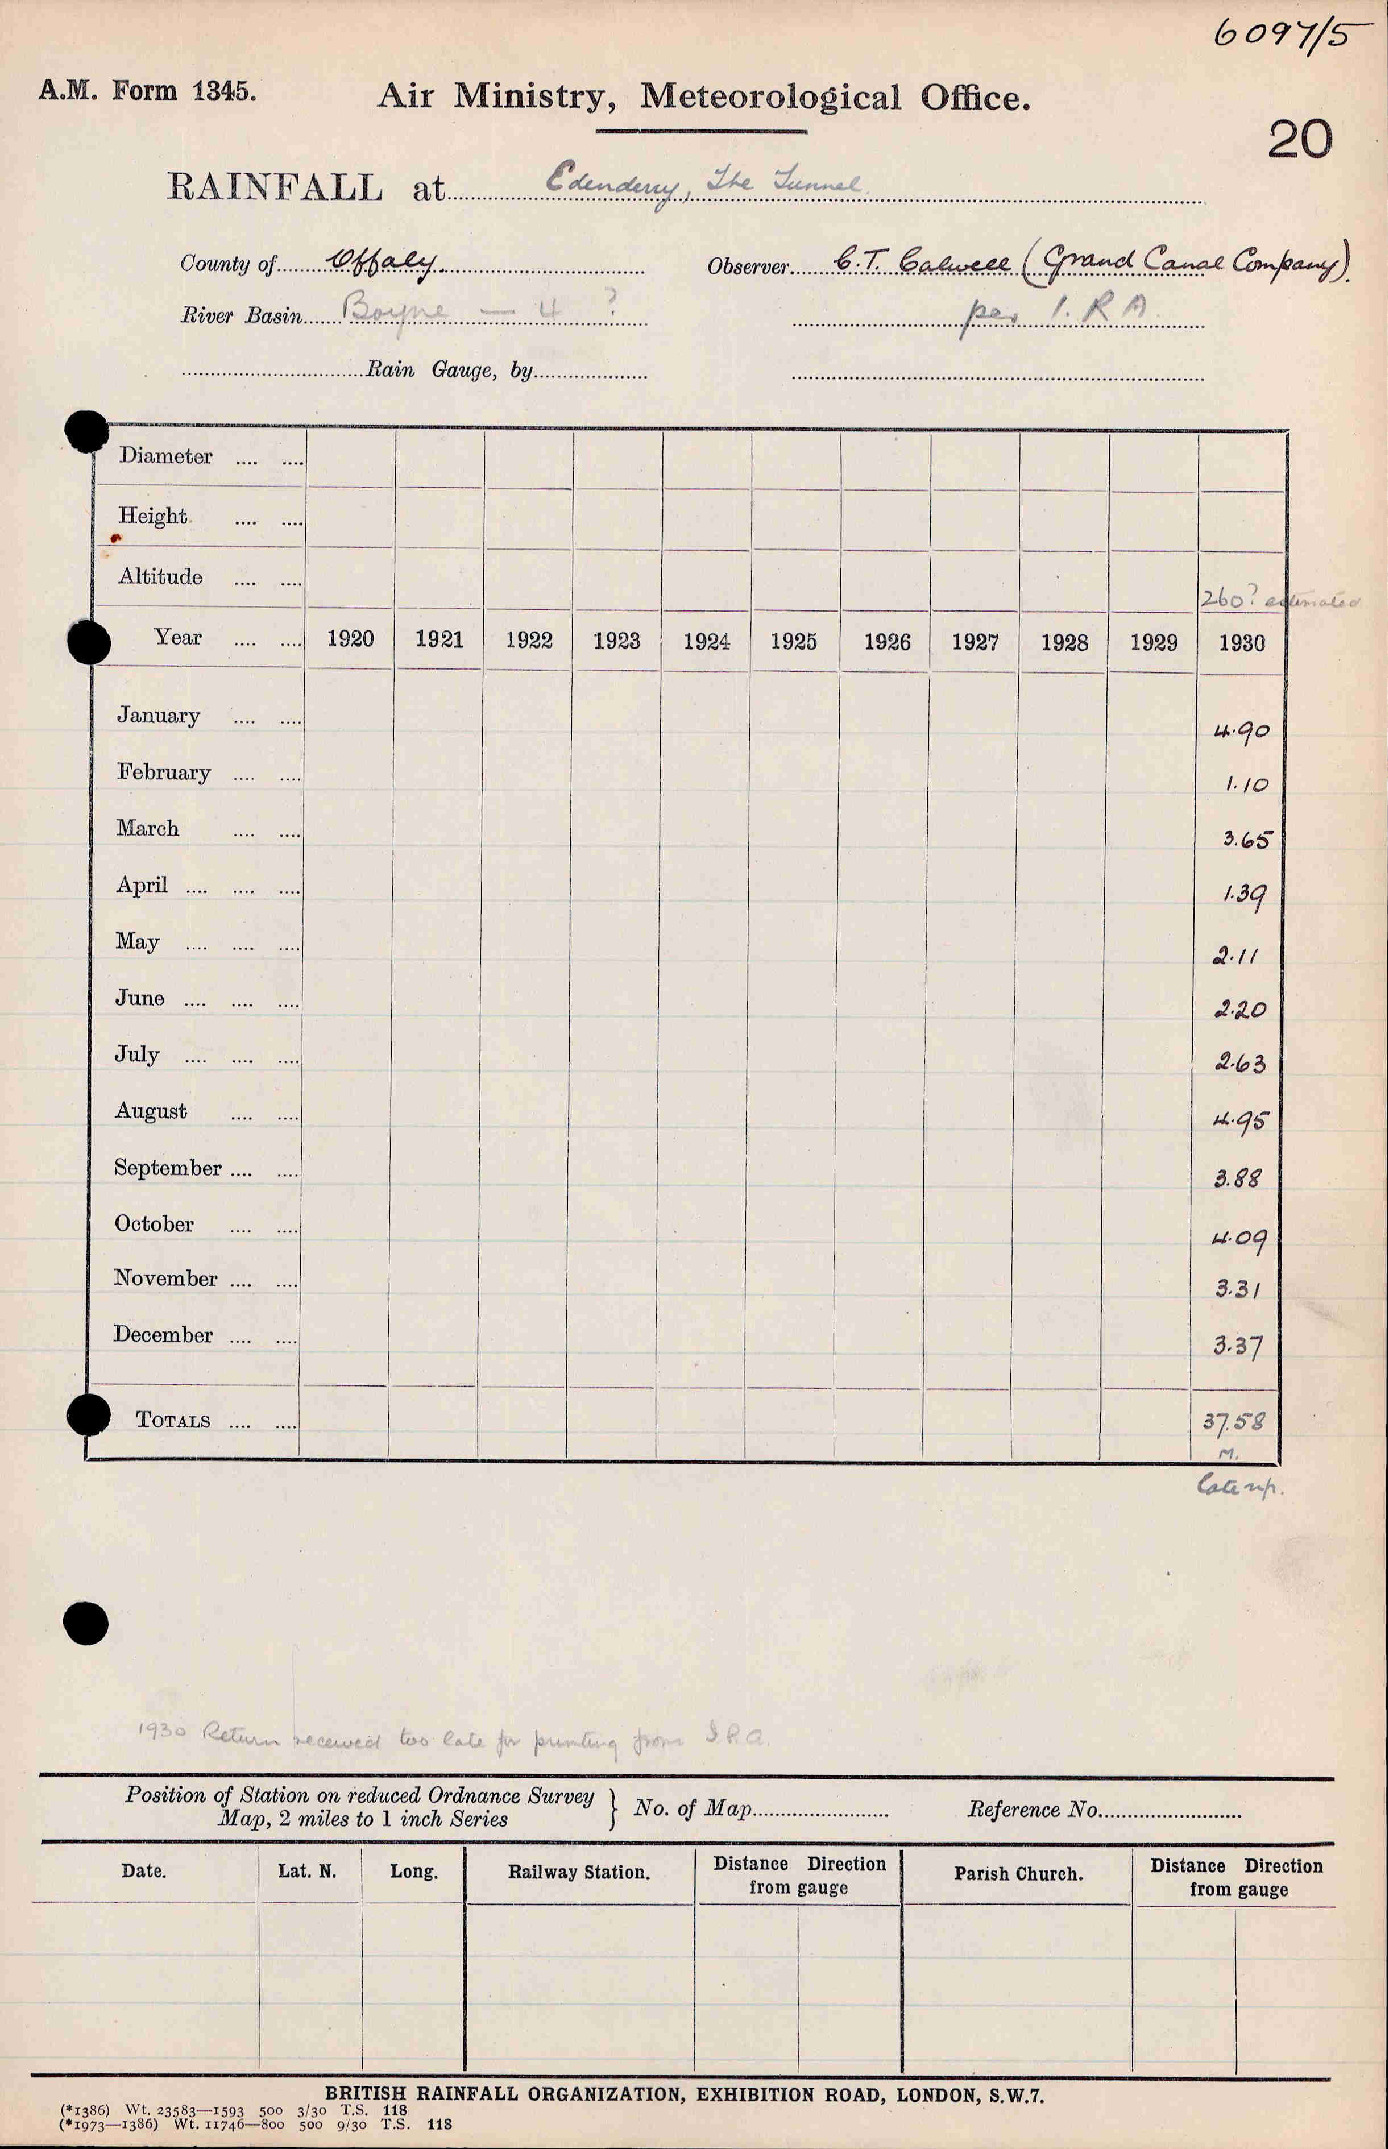 6097/5
A.M. Form 1345. Air Ministry, Meteorological Office.
20
RAINFALL at Edenderry, The Tunnel.
County of Offaly. Observer C.T. Calwell (Grand Canal Company).
River Basin Boyne — 4 ? per I.R.A.
Rain Gauge, by
Diameter .... ....
Height .... ....
Altitude .... .... 260? estimated
Year .... .... 1920 1921 1922 1923 1924 1925 1926 1927 1928 1929 1930
January .... .... 4.90
February .... .... 1.10
March .... .... 3.65
April .... .... .... 1.39
May .... .... .... 2.11
June .... .... .... 2.20
July .... .... .... 2.63
August .... .... 4.95
September .... .... 3.88
October .... .... 4.09
November .... .... 3.31
December .... .... 3.37
TOTALS .... .... 37.58
M.
Late
1930 Return received too late for printing from I.R.A.
Position of Station on reduced Ordnance Survey
Map, 2 miles to 1 inch Series } No. of Map Reference No.
Date. Lat. N. Long. Railway Station. Distance Direction from gauge Parish Church. Distance Direction from gauge
BRITISH RAINFALL ORGANIZATION, EXHIBITION ROAD, LONDON, S.W.7.
(*1386) Wt. 23583—1593 500 3/30 T.S. 118
(*1973—1386) Wt. 11746—800 500 9/30 T.S. 118